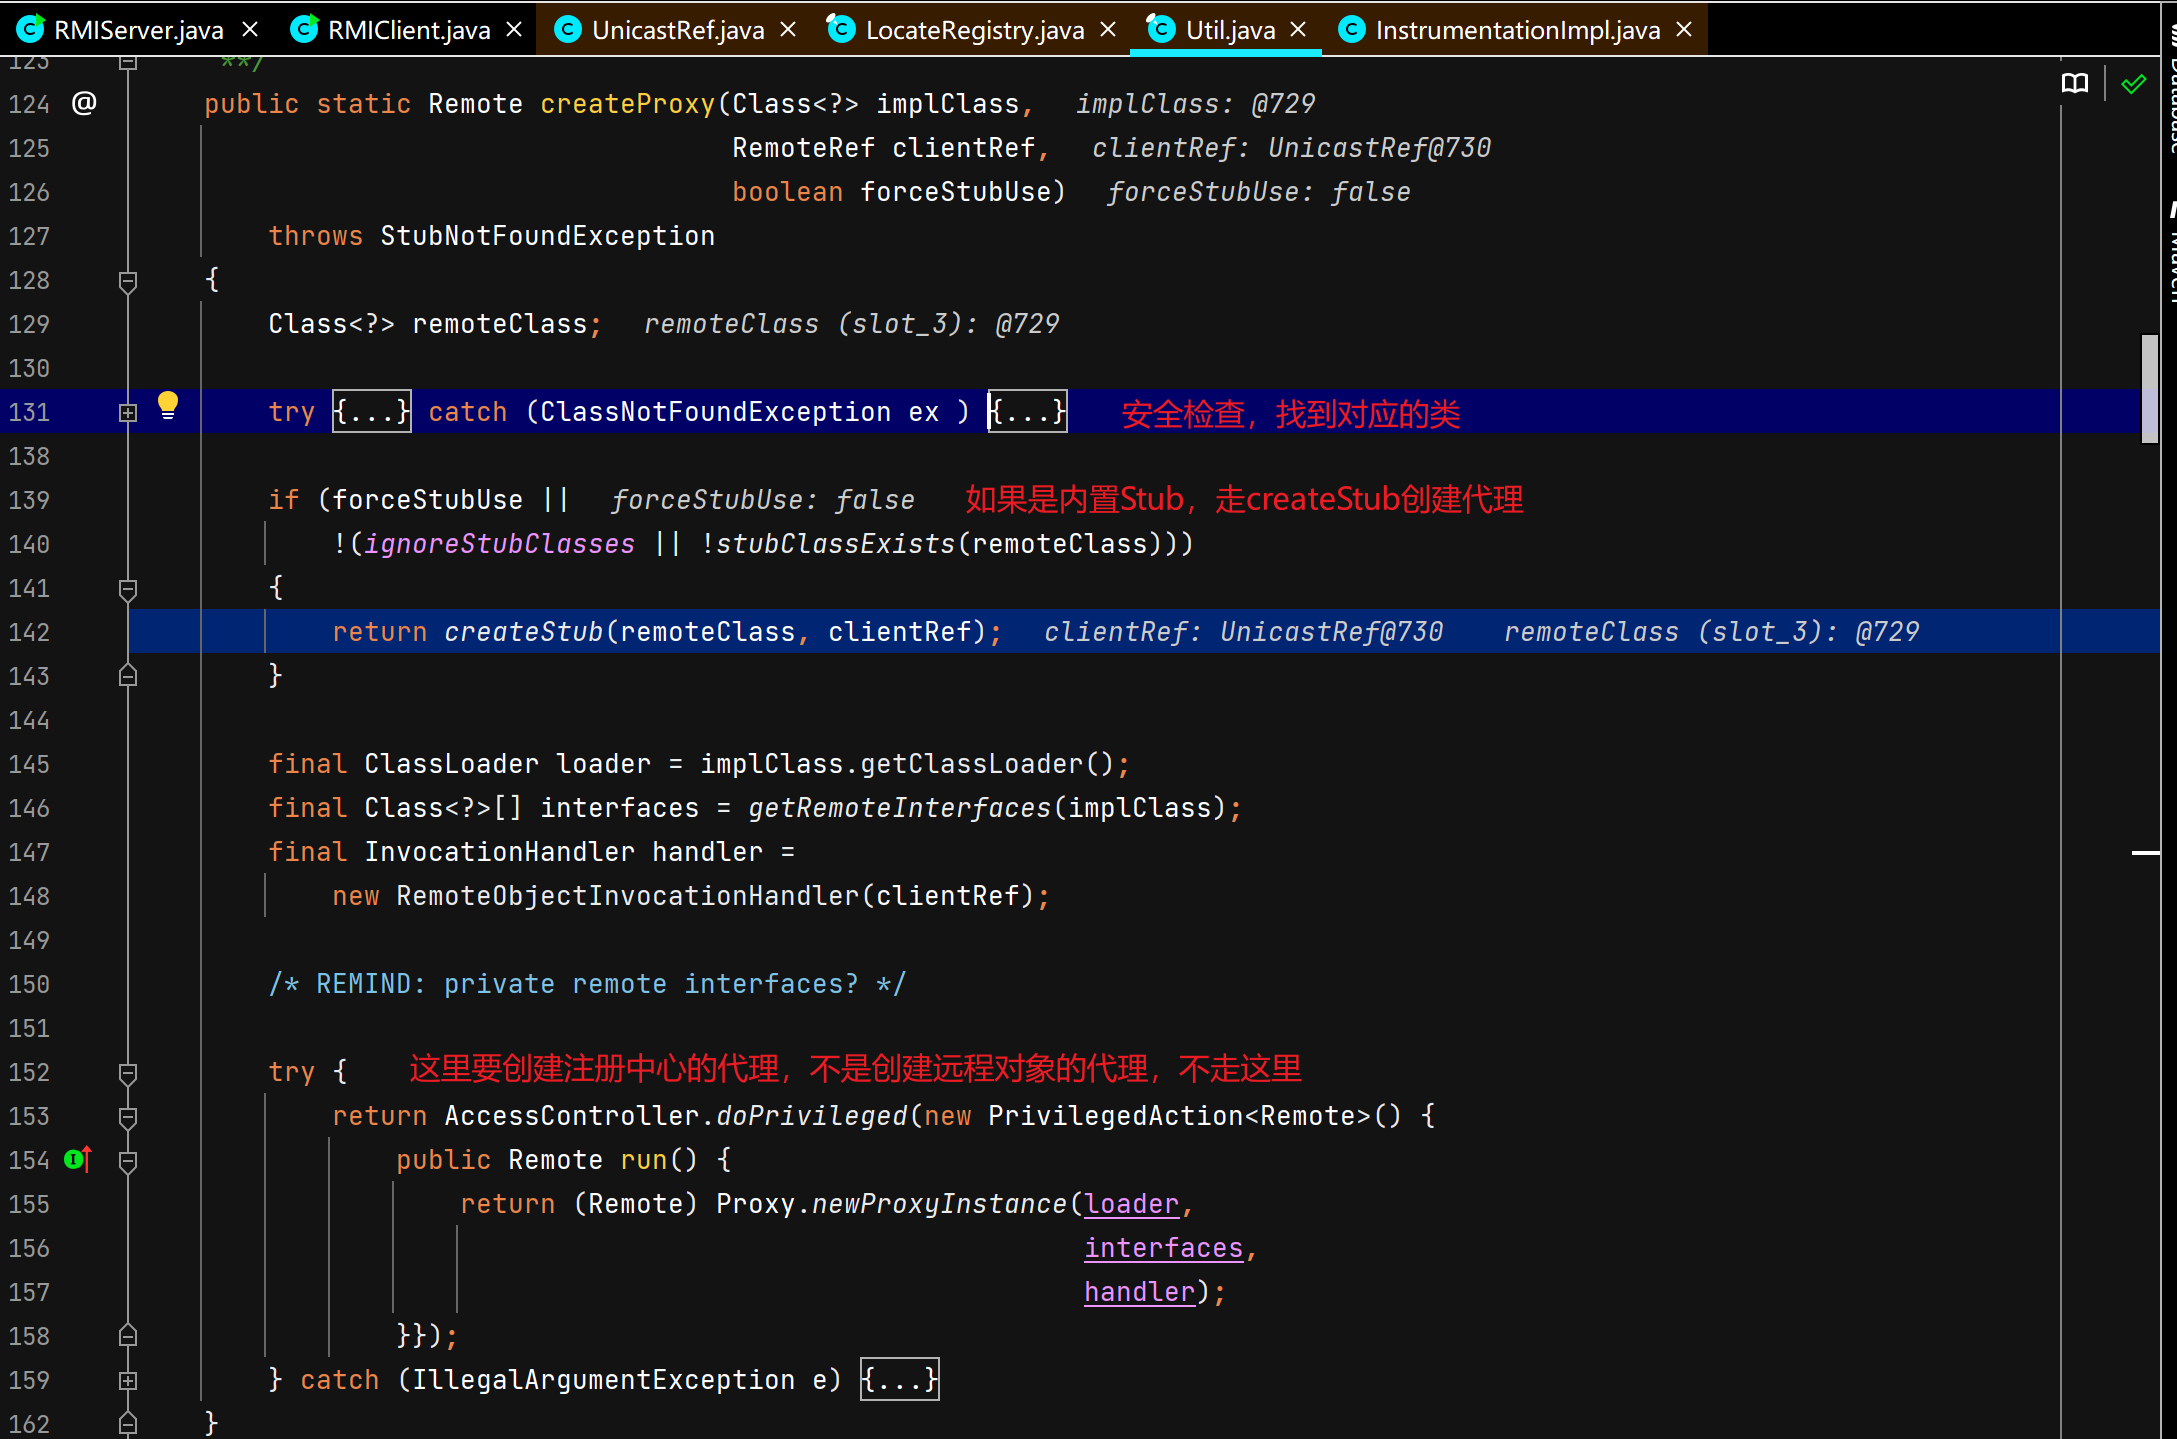 RMIServer.java RMIClient.java UnicastRef.java LocateRegistry.java Util.java InstrumentationImpl.java
123 **/
124 @ public static Remote createProxy(Class<?> implClass, implClass: @729
125 RemoteRef clientRef, clientRef: UnicastRef@730
126 boolean forceStubUse) forceStubUse: false
127 throws StubNotFoundException
128 {
129 Class<?> remoteClass; remoteClass (slot_3): @729
130
131 try {...} catch (ClassNotFoundException ex ) {...} 安全检查，找到对应的类
138
139 if (forceStubUse || forceStubUse: false 如果是内置Stub，走createStub创建代理
140 !(ignoreStubClasses || !stubClassExists(remoteClass)))
141 {
142 return createStub(remoteClass, clientRef); clientRef: UnicastRef@730 remoteClass (slot_3): @729
143 }
144
145 final ClassLoader loader = implClass.getClassLoader();
146 final Class<?>[] interfaces = getRemoteInterfaces(implClass);
147 final InvocationHandler handler =
148 new RemoteObjectInvocationHandler(clientRef);
149
150 /* REMIND: private remote interfaces? */
151
152 try { 这里要创建注册中心的代理，不是创建远程对象的代理，不走这里
153 return AccessController.doPrivileged(new PrivilegedAction<Remote>() {
154 public Remote run() {
155 return (Remote) Proxy.newProxyInstance(loader,
156 interfaces,
157 handler);
158 }});
159 } catch (IllegalArgumentException e) {...}
162 }
Database